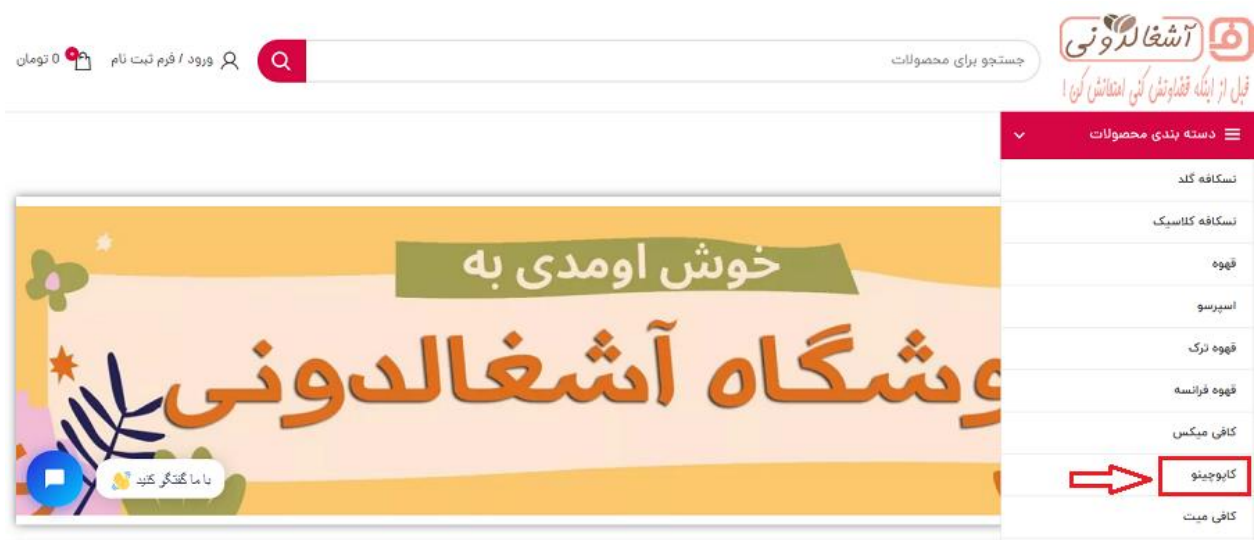 آشغالدونی
قبل از اینکه قضاوتش کنی امتحانش کن !
جستجو برای محصولات
ورود / فرم ثبت نام
0
0 تومان
دسته بندی محصولات
نسکافه گلد
نسکافه کلاسیک
قهوه
اسپرسو
قهوه ترک
قهوه فرانسه
کافی میکس
کاپوچینو
کافی میت
خوش اومدی به
وشگاه آشغالدونی
با ما گفتگو کنید 👋